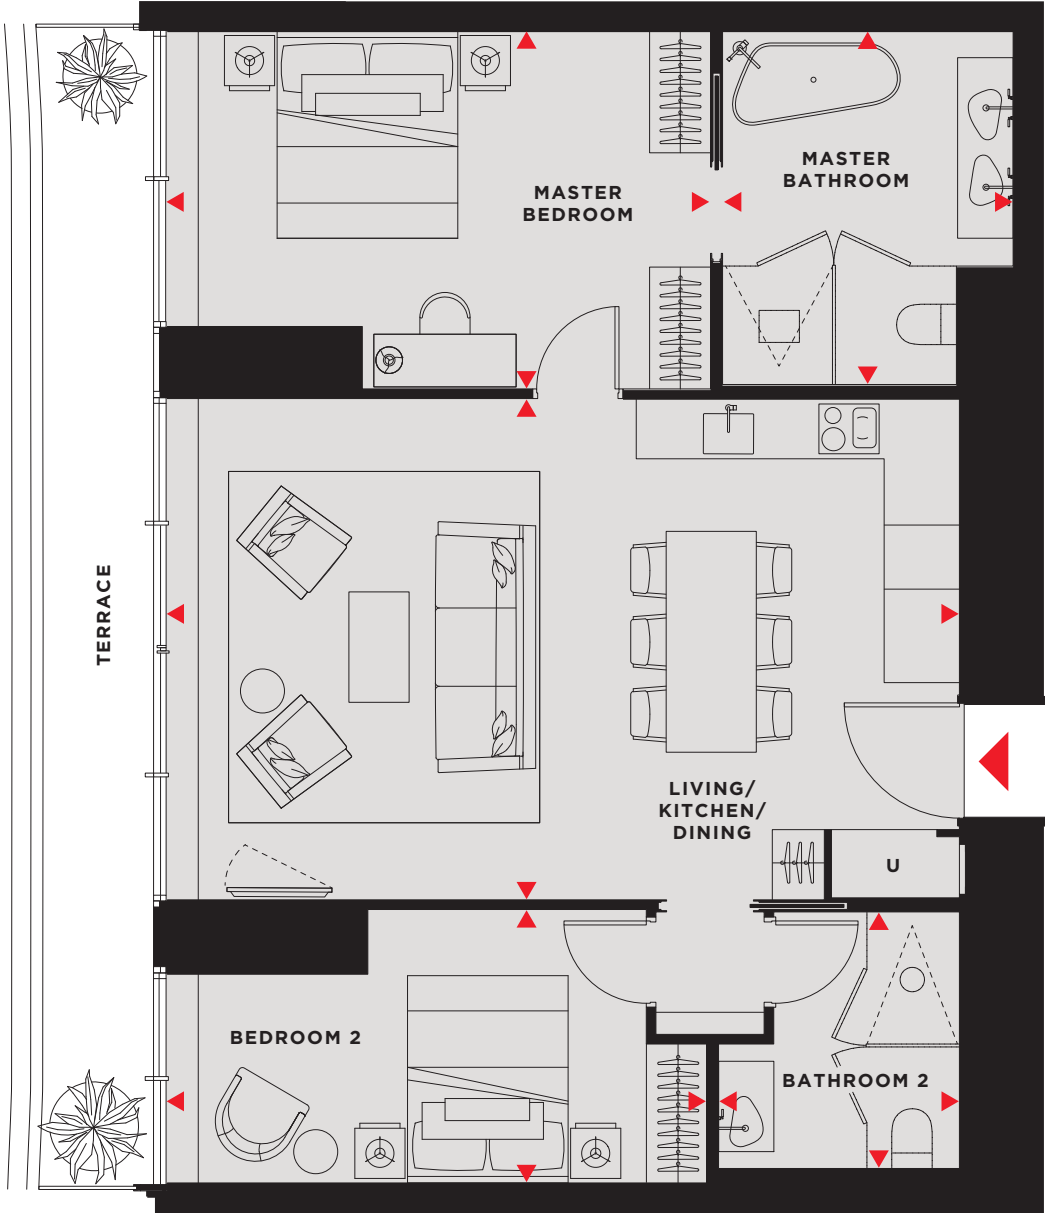 MASTER
BEDROOM
MASTER
BATHROOM
TERRACE
LIVING/
KITCHEN/
DINING
U
BEDROOM 2
BATHROOM 2